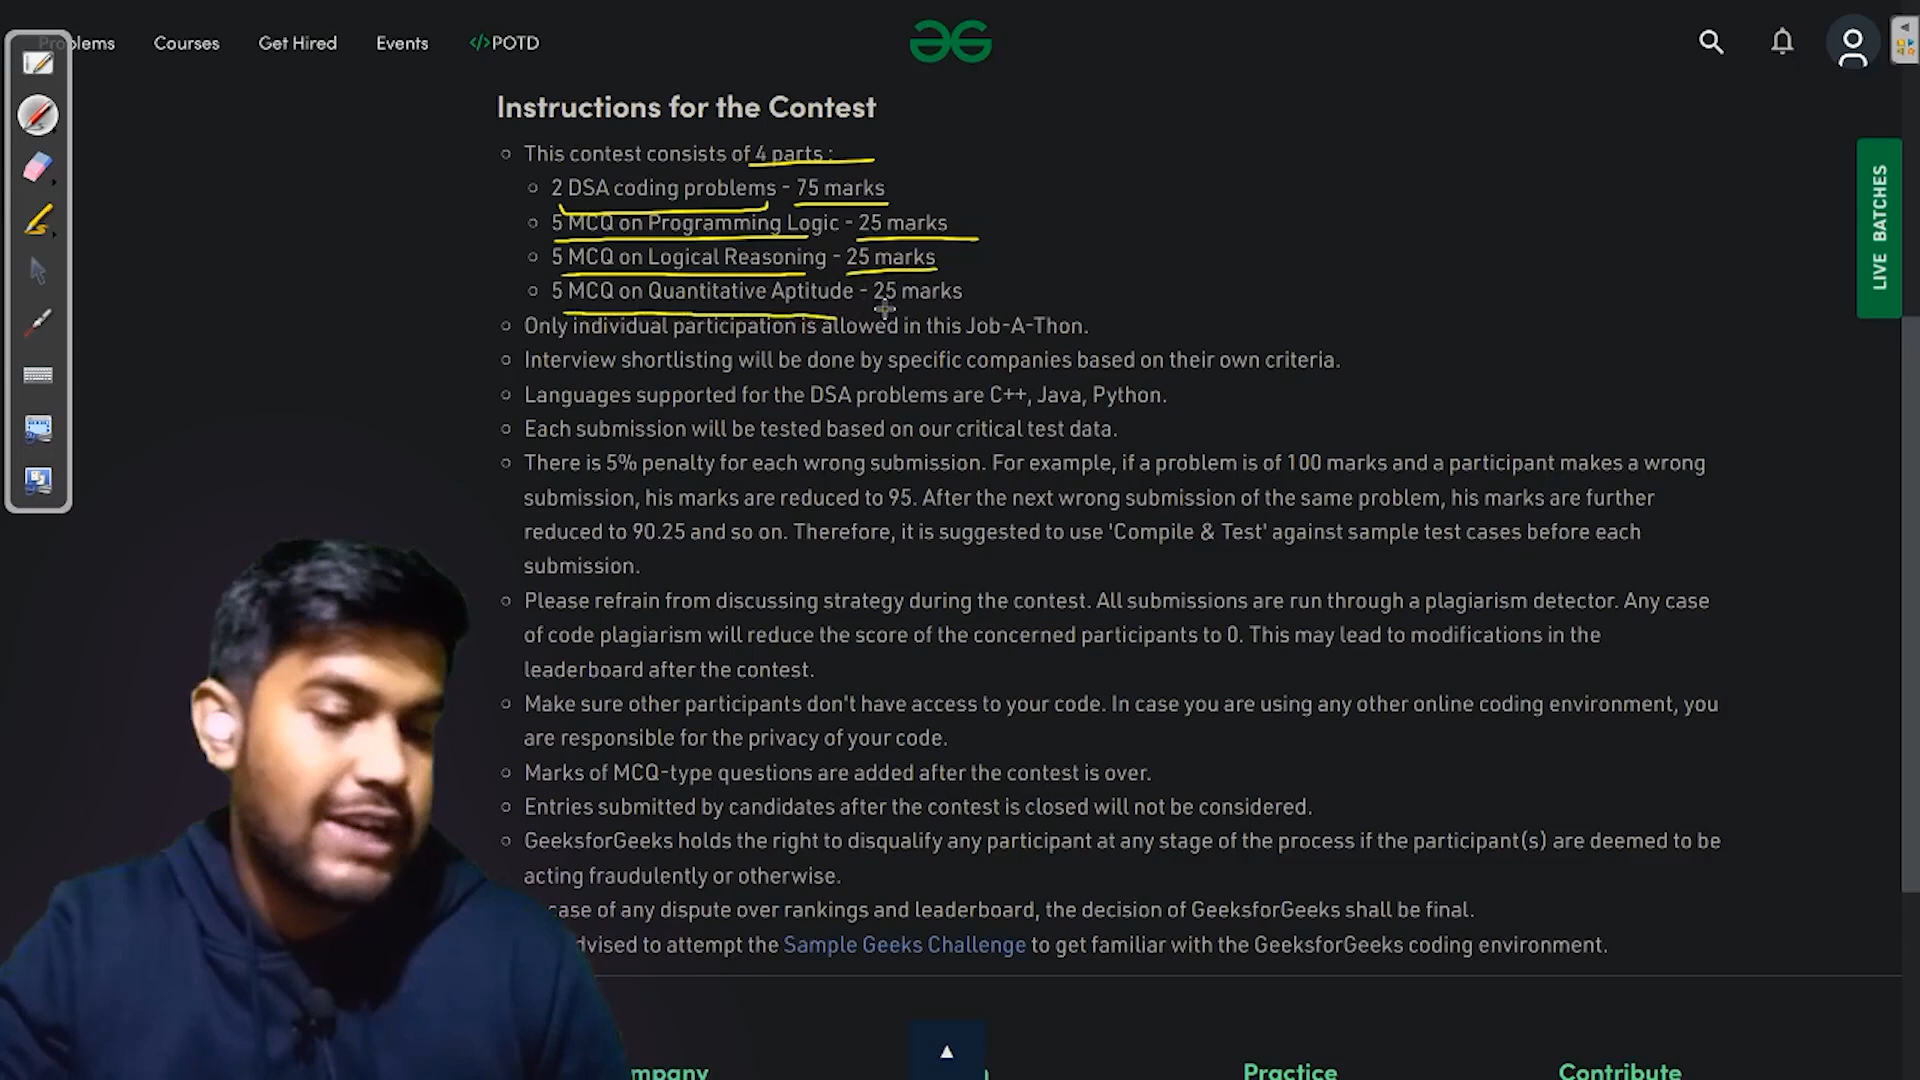 Problems Courses Get Hired Events </>POTD
Instructions for the Contest
This contest consists of 4 parts :
2 DSA coding problems - 75 marks
5 MCQ on Programming Logic - 25 marks
5 MCQ on Logical Reasoning - 25 marks
5 MCQ on Quantitative Aptitude - 25 marks
Only individual participation is allowed in this Job-A-Thon.
Interview shortlisting will be done by specific companies based on their own criteria.
Languages supported for the DSA problems are C++, Java, Python.
Each submission will be tested based on our critical test data.
There is 5% penalty for each wrong submission. For example, if a problem is of 100 marks and a participant makes a wrong
submission, his marks are reduced to 95. After the next wrong submission of the same problem, his marks are further
reduced to 90.25 and so on. Therefore, it is suggested to use 'Compile & Test' against sample test cases before each
submission.
Please refrain from discussing strategy during the contest. All submissions are run through a plagiarism detector. Any case
of code plagiarism will reduce the score of the concerned participants to 0. This may lead to modifications in the
leaderboard after the contest.
Make sure other participants don't have access to your code. In case you are using any other online coding environment, you
are responsible for the privacy of your code.
Marks of MCQ-type questions are added after the contest is over.
Entries submitted by candidates after the contest is closed will not be considered.
GeeksforGeeks holds the right to disqualify any participant at any stage of the process if the participant(s) are deemed to be
acting fraudulently or otherwise.
case of any dispute over rankings and leaderboard, the decision of GeeksforGeeks shall be final.
dvised to attempt the Sample Geeks Challenge to get familiar with the GeeksforGeeks coding environment.
LIVE BATCHES
mpany Practice Contribute